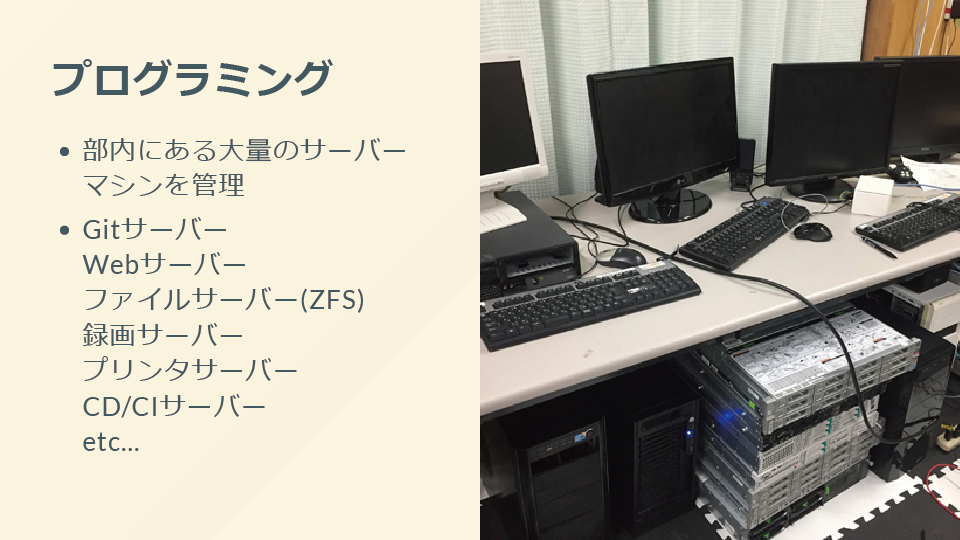 プログラミング
部内にある大量のサーバー
マシンを管理
Gitサーバー
Webサーバー
ファイルサーバー(ZFS)
録画サーバー
プリンタサーバー
CD/CIサーバー
etc...